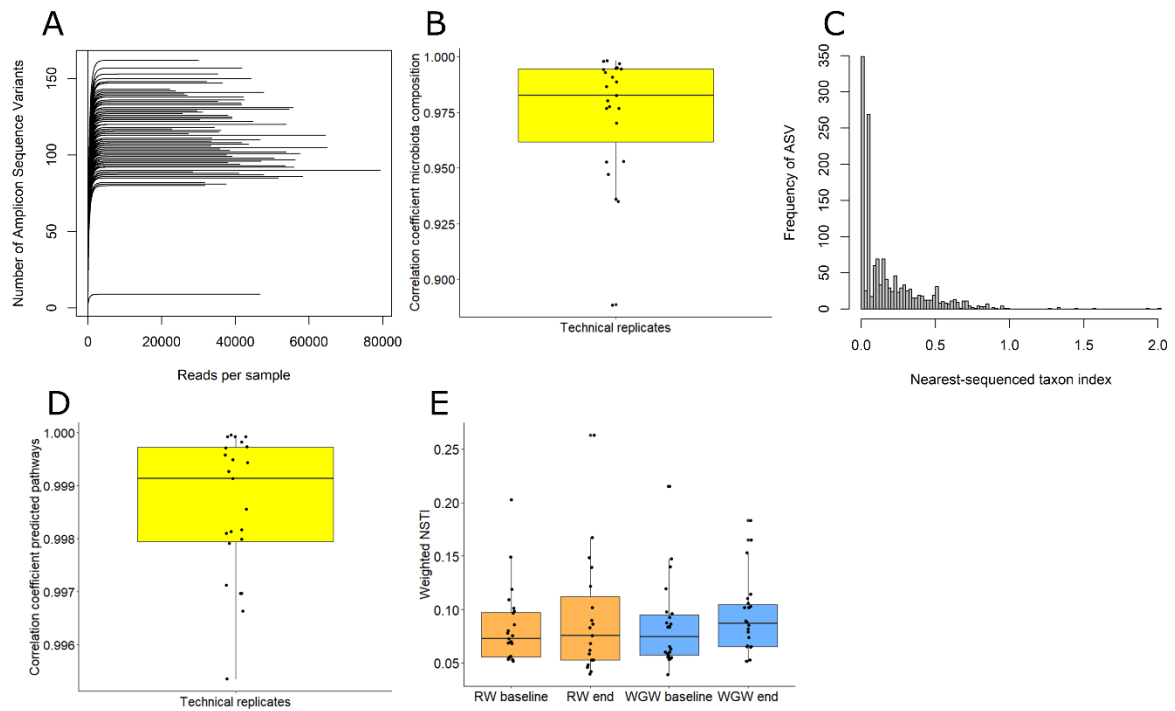 A
Number of Amplicon Sequence Variants
150
100
50
0
0 20000 40000 60000 80000
Reads per sample
B
Correlation coefficient microbiota composition
1.000
0.975
0.950
0.925
0.900
Technical replicates
C
Frequency of ASV
350
300
250
200
150
100
50
0
0.0 0.5 1.0 1.5 2.0
Nearest-sequenced taxon index
D
Correlation coefficient predicted pathways
1.000
0.999
0.998
0.997
0.996
Technical replicates
E
Weighted NSTI
0.25
0.20
0.15
0.10
0.05
RW baseline RW end WGW baseline WGW end